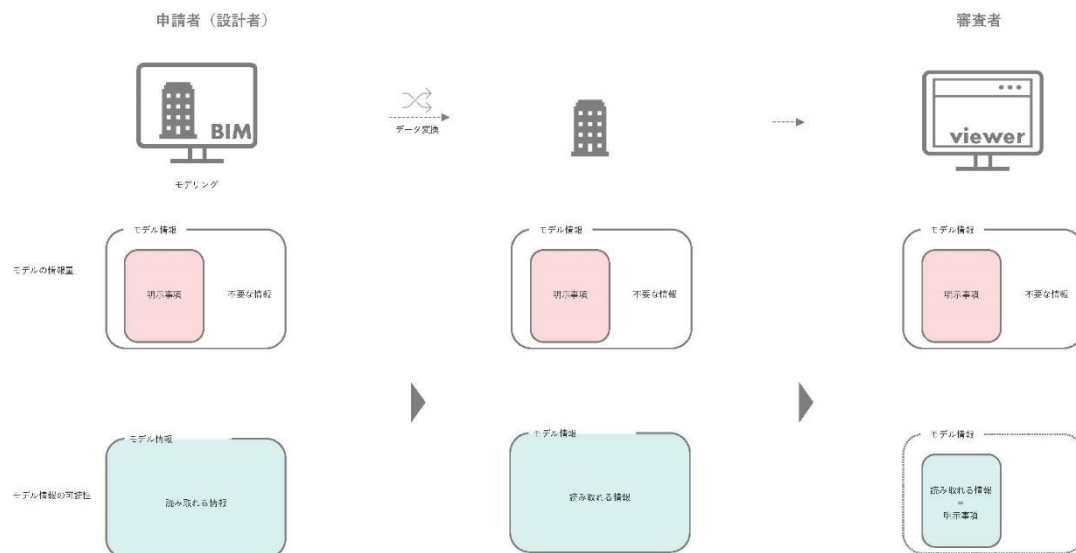 申請者（設計者）
審査者
BIM
データ変換
viewer
モデリング
モデルの情報量
モデル情報
明示事項
不要な情報
モデル情報
明示事項
不要な情報
モデル情報
明示事項
不要な情報
モデル情報の可読性
モデル情報
読み取れる情報
モデル情報
読み取れる情報
モデル情報
読み取れる情報
=
明示事項